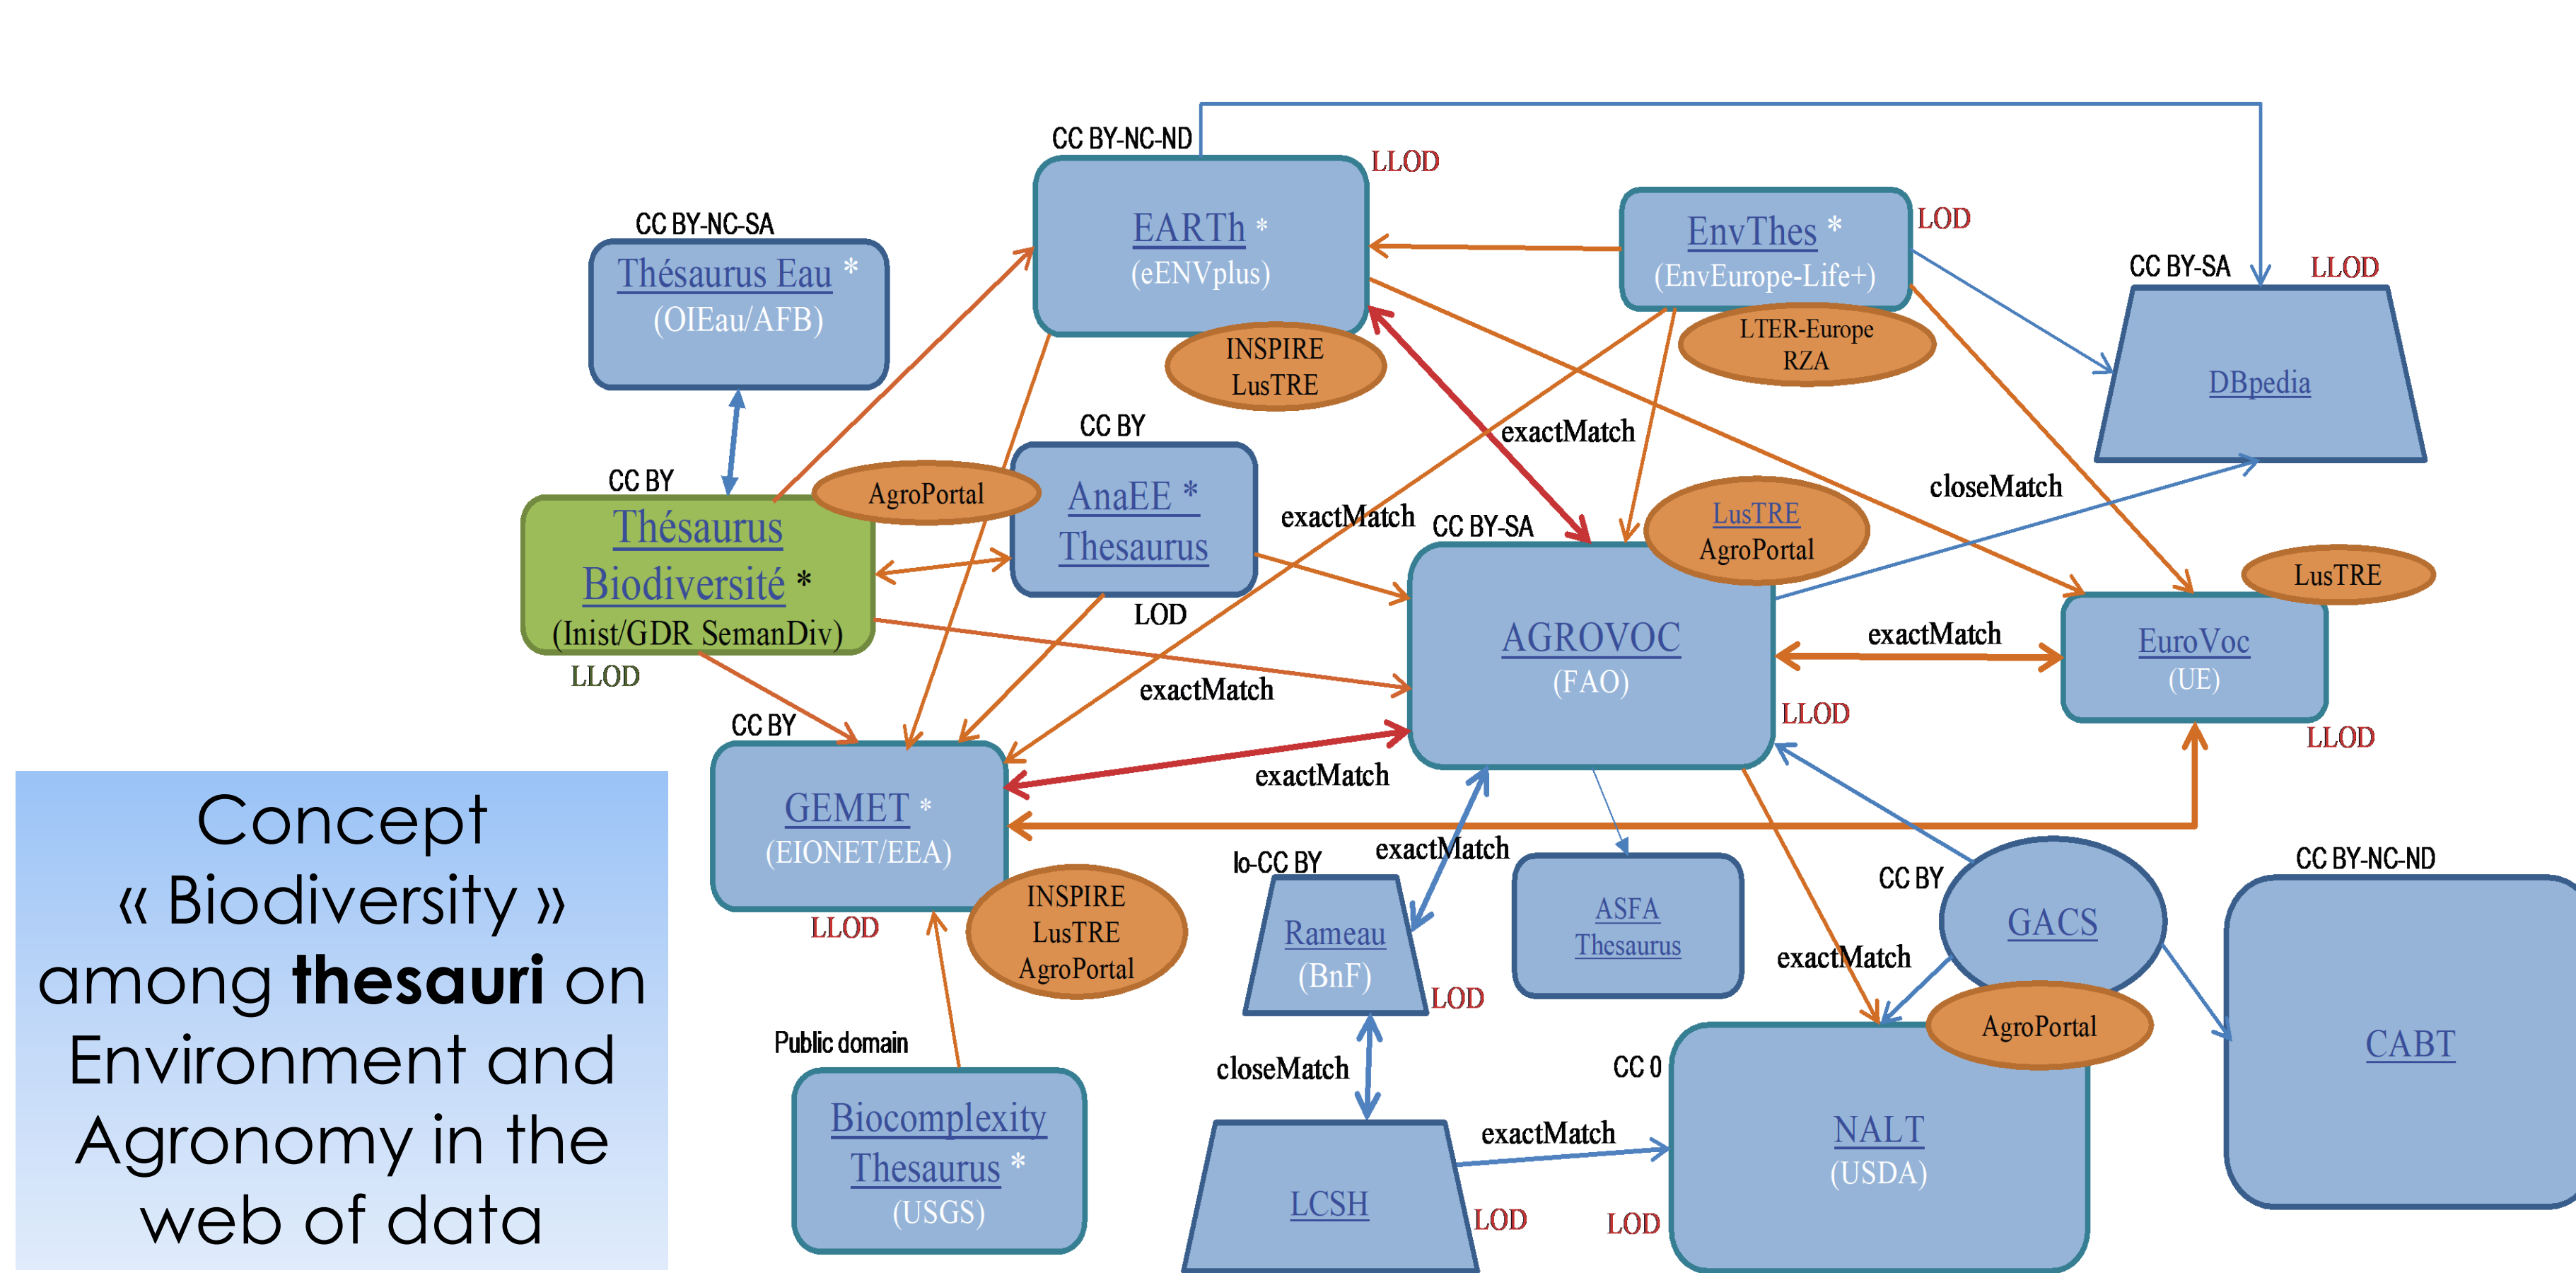 CC BY-NC-ND
LLOD
EARTh *
(eENVplus)
INSPIRE
LusTRE
EnvThes *
(EnvEurope-Life+)
LOD
LTER-Europe
RZA
CC BY-NC-SA
Thésaurus Eau *
(OIEau/AFB)
CC BY-SA
LLOD
DBpedia
CC BY
Thésaurus
Biodiversité *
(Inist/GDR SemanDiv)
LLOD
AgroPortal
CC BY
AnaEE *
Thesaurus
LOD
exactMatch
exactMatch
closeMatch
CC BY-SA
LusTRE
AgroPortal
AGROVOC
(FAO)
LLOD
exactMatch
LusTRE
EuroVoc
(UE)
LLOD
exactMatch
exactMatch
CC BY
GEMET *
(EIONET/EEA)
LLOD
INSPIRE
LusTRE
AgroPortal
Concept
« Biodiversity »
among thesauri on
Environment and
Agronomy in the
web of data
Public domain
Biocomplexity
Thesaurus *
(USGS)
lo-CC BY
exactMatch
Rameau
(BnF)
LOD
closeMatch
LCSH
LOD
exactMatch
ASFA
Thesaurus
exactMatch
CC BY
GACS
AgroPortal
CC 0
NALT
(USDA)
LOD
CC BY-NC-ND
CABT